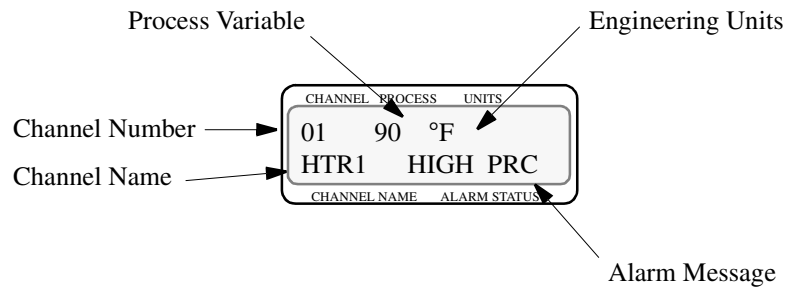 Process Variable
Engineering Units
CHANNEL PROCESS UNITS
Channel Number
01 90 °F
HTR1 HIGH PRC
Channel Name
CHANNEL NAME ALARM STATUS
Alarm Message